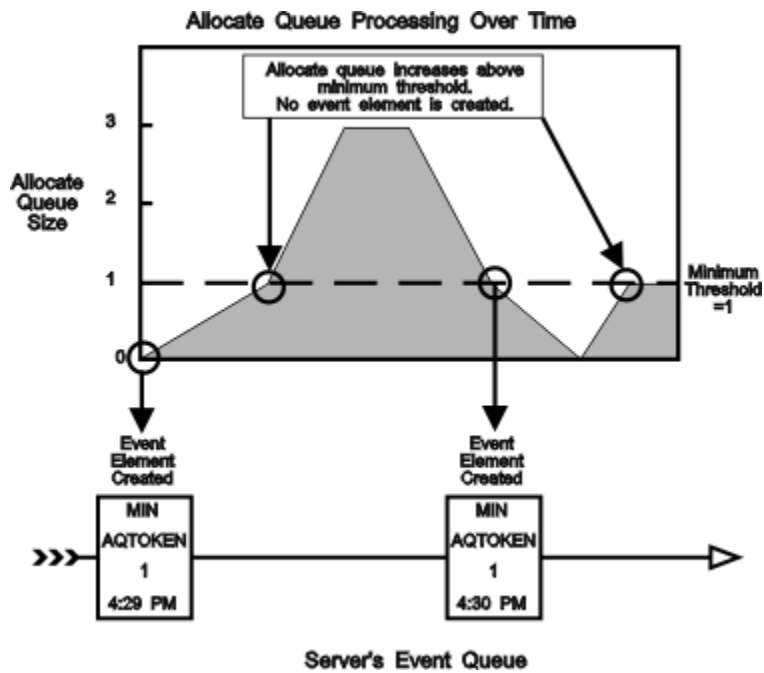 Allocate Queue Processing Over Time
Allocate queue increases above
minimum threshold.
No event element is created.
3
Allocate
Queue
Size
2
1
Minimum
Threshold
=1
0
Event
Element
Created
MIN
AQTOKEN
1
4:29 PM
Event
Element
Created
MIN
AQTOKEN
1
4:30 PM
Server's Event Queue